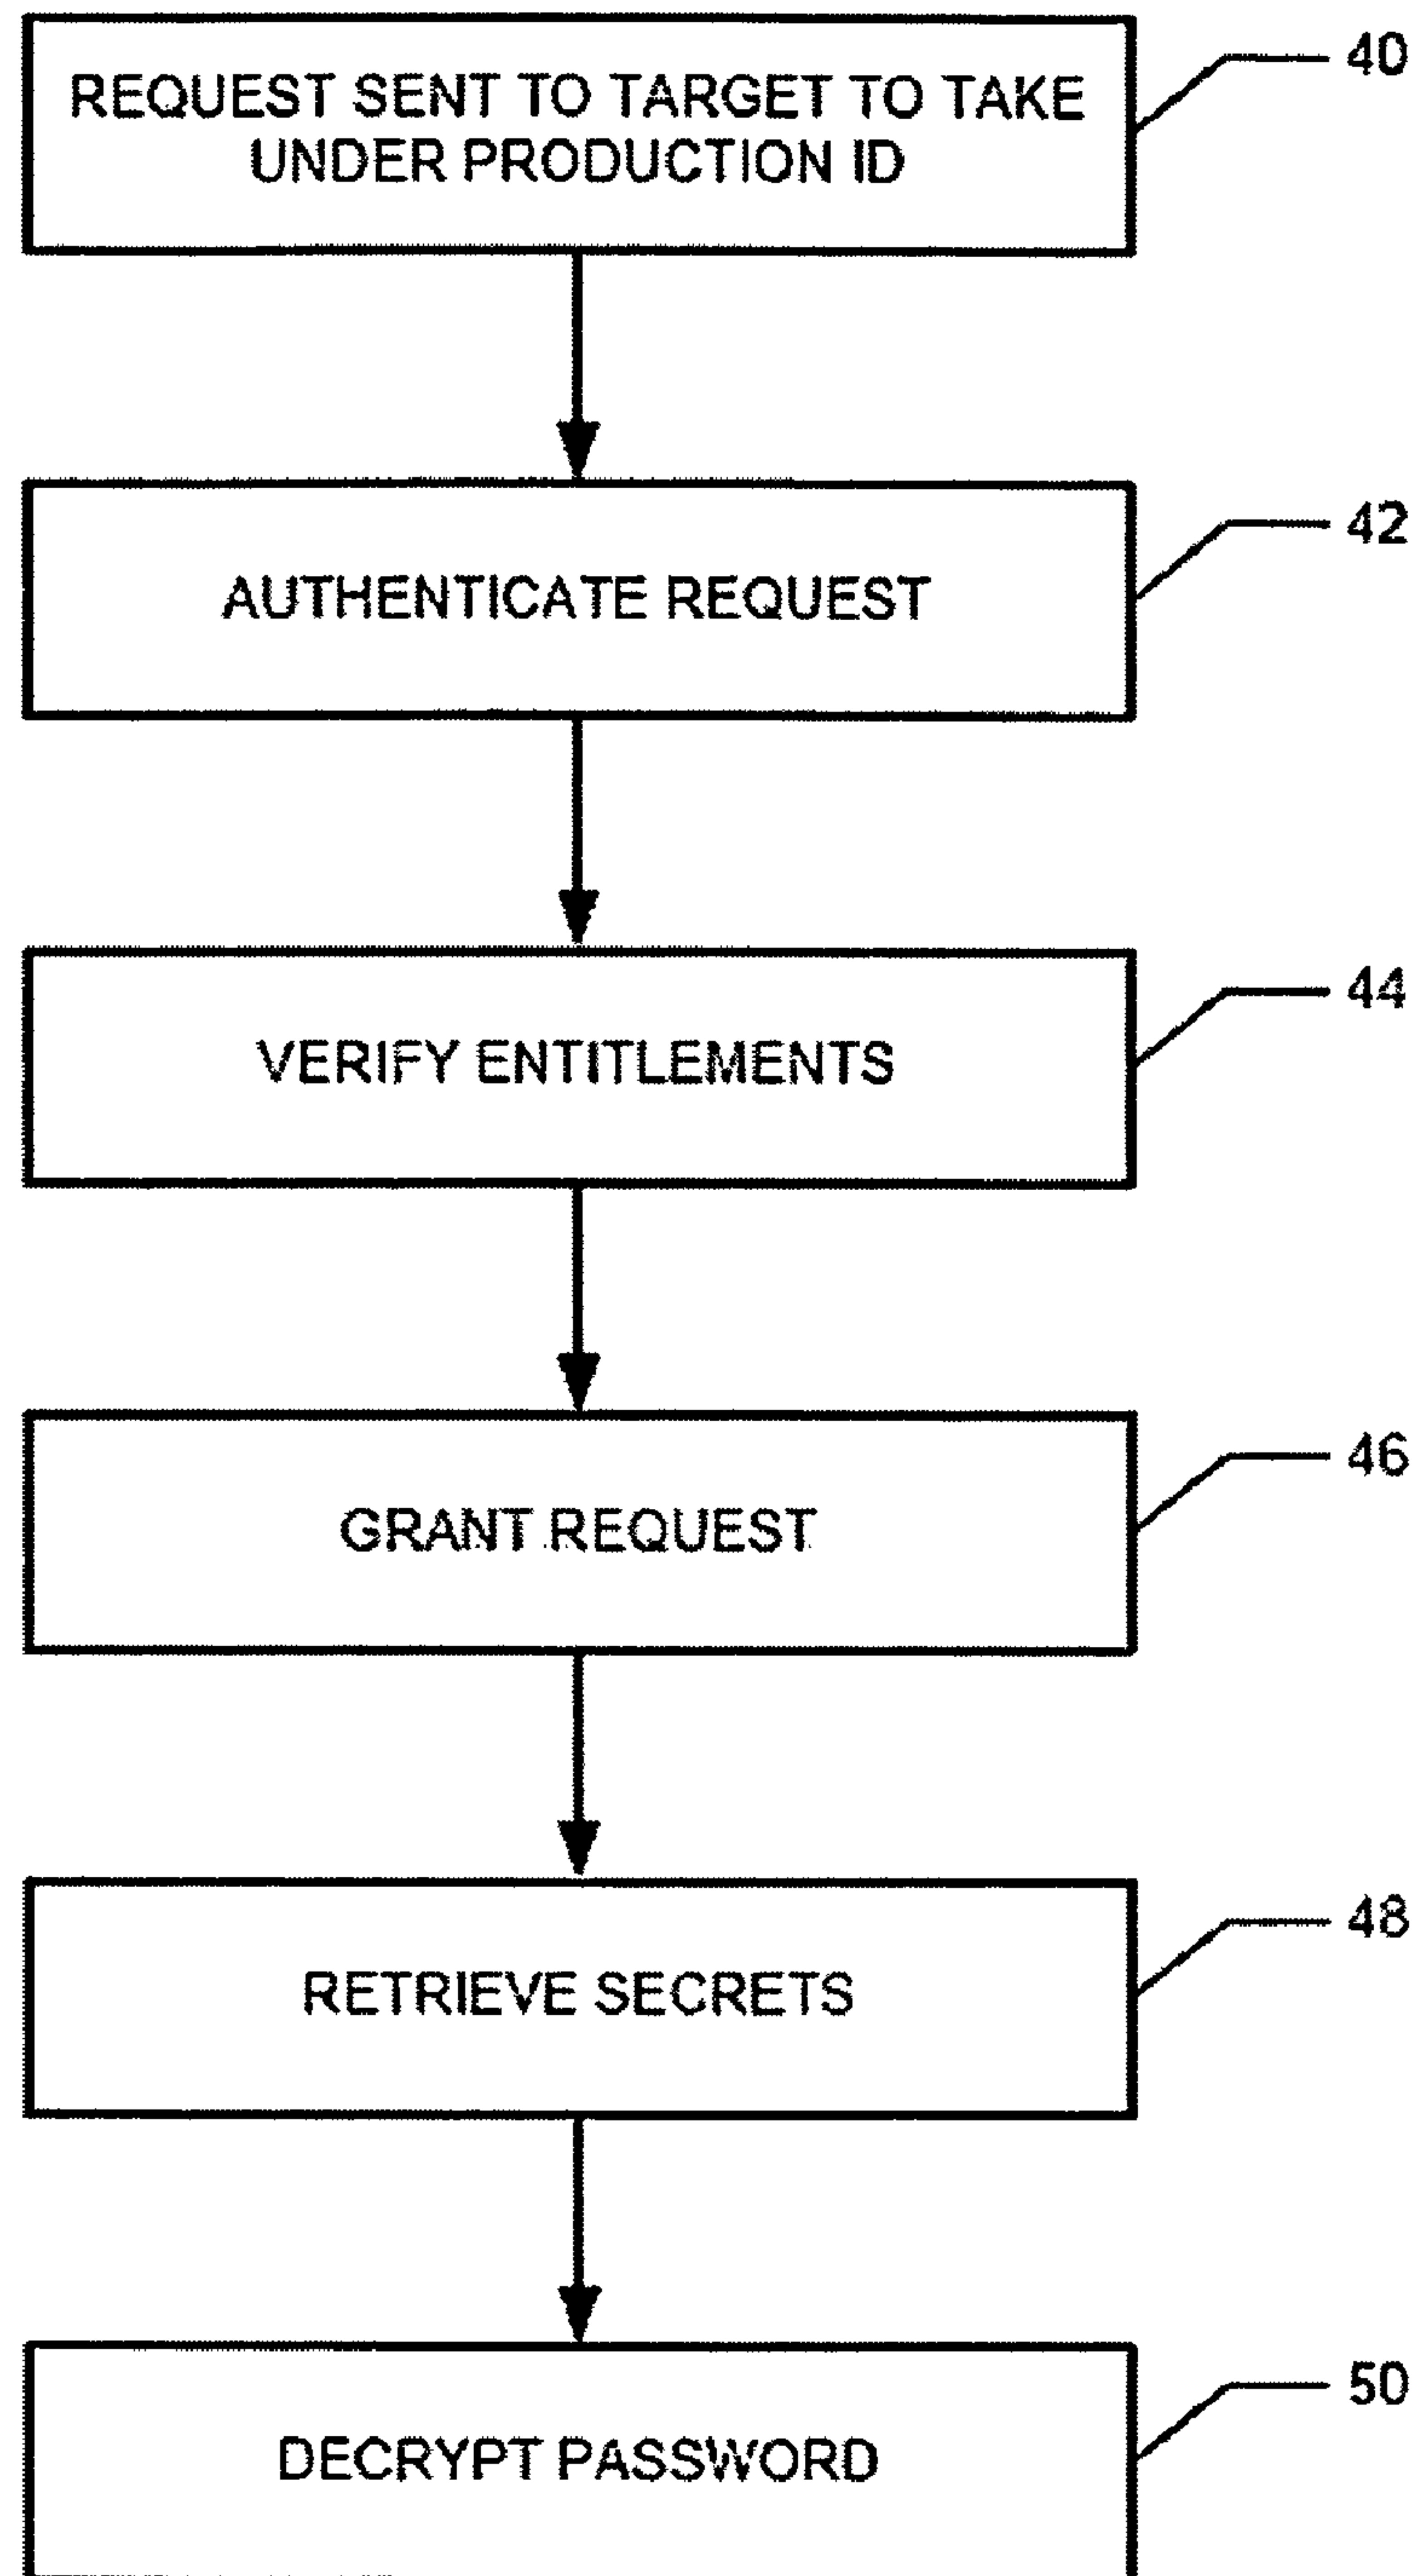 REQUEST SENT TO TARGET TO TAKE
UNDER PRODUCTION ID
40
AUTHENTICATE REQUEST
42
VERIFY ENTITLEMENTS
44
GRANT REQUEST
46
RETRIEVE SECRETS
48
DECRYPT PASSWORD
50